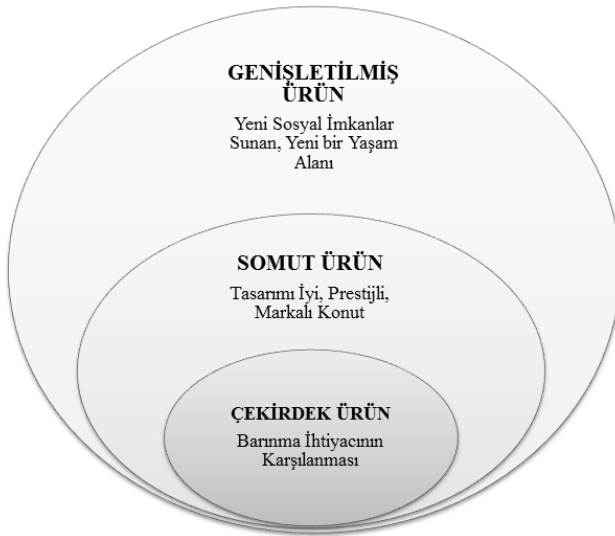 GENİŞLETİLMİŞ
ÜRÜN
Yeni Sosyal İmkanlar
Sunan, Yeni bir Yaşam
Alanı
SOMUT ÜRÜN
Tasarımı İyi, Prestijli,
Markalı Konut
ÇEKİRDEK ÜRÜN
Barınma İhtiyacının
Karşılanması